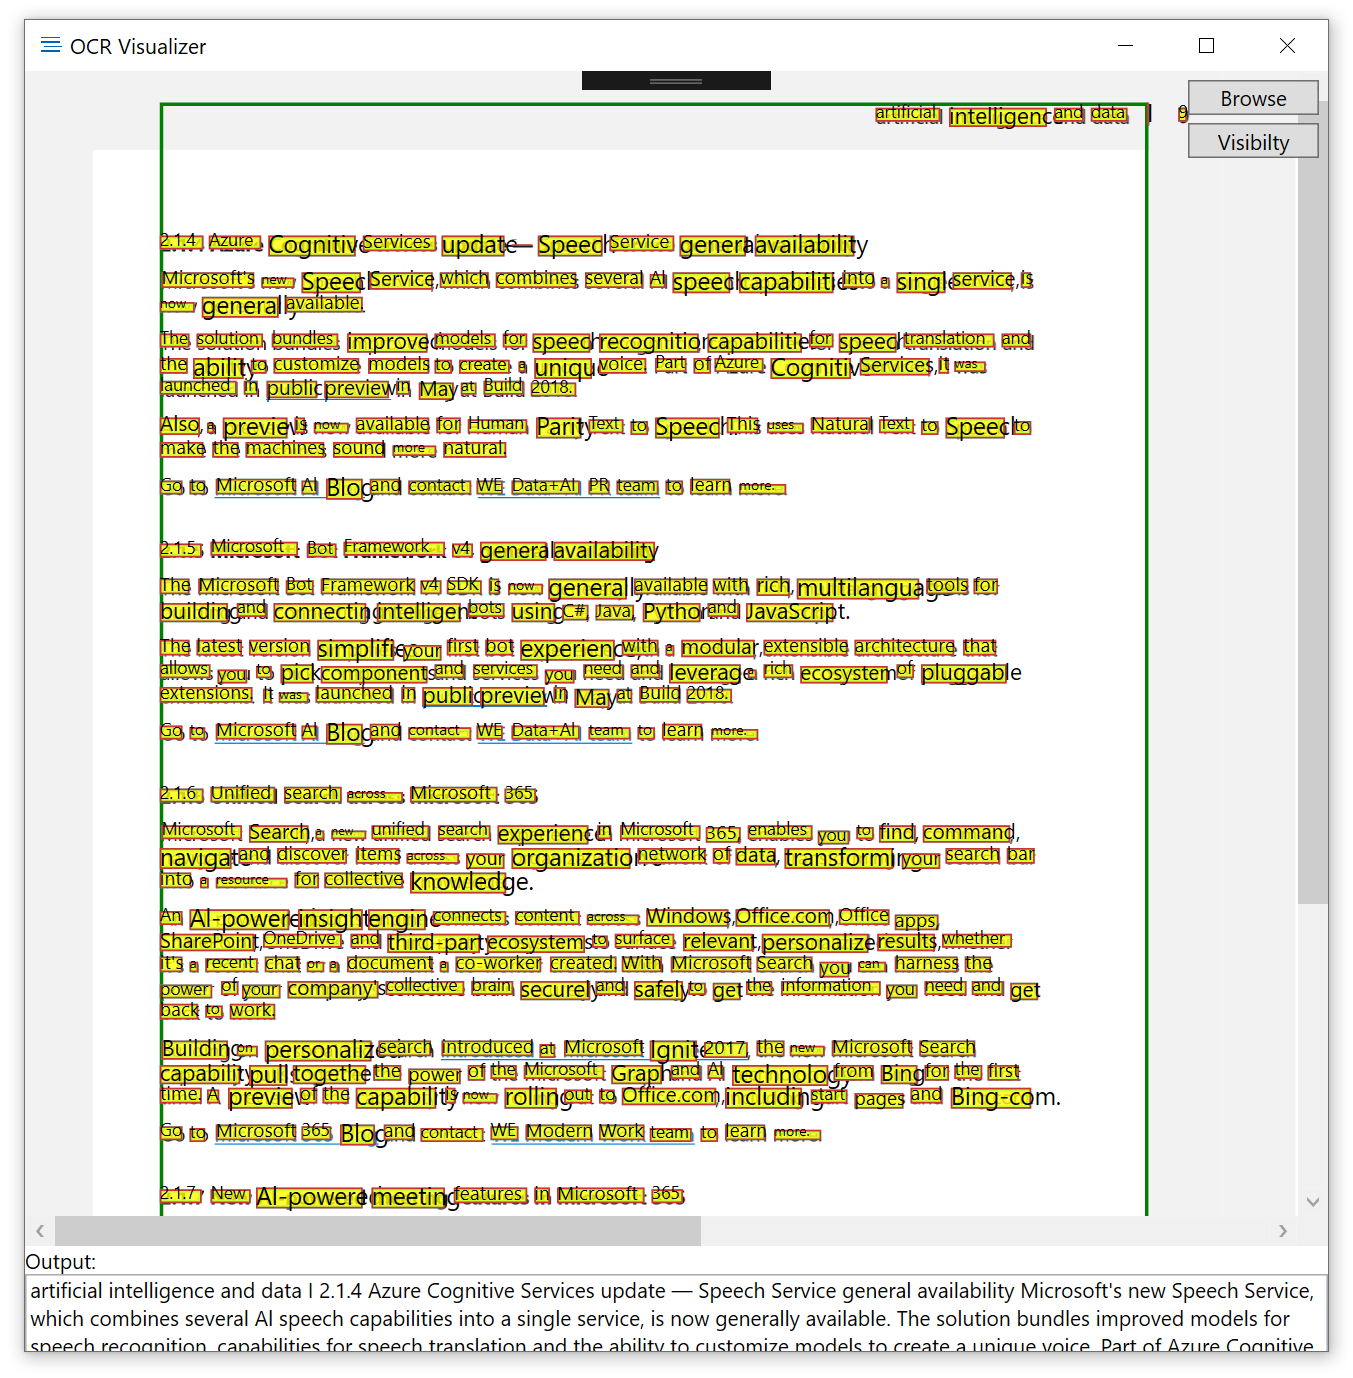 OCR Visualizer
Browse
Visibilty
artificial intelligence and data | 9
2.1.4 Azure Cognitive Services update — Speech Service general availability
Microsoft's new Speech Service, which combines several AI speech capabilities into a single service, is
now generally available.
The solution bundles improved models for speech recognition capabilities for speech translation and
the ability to customize models to create a unique voice. Part of Azure Cognitive Services, it was
launched in public preview in May at Build 2018.
Also, a preview is now available for Human Parity Text to Speech. This uses Natural Text to Speech to
make the machines sound more natural.
Go to Microsoft AI Blog and contact WE Data+AI PR team to learn more.
2.1.5 Microsoft Bot Framework v4 general availability
The Microsoft Bot Framework v4 SDK is now generally available with rich, multilanguage tools for
building and connecting intelligent bots using C#, Java, Python and JavaScript.
The latest version simplifies your first bot experience with a modular, extensible architecture that
allows you to pick components and services you need and leverage a rich ecosystem of pluggable
extensions. It was launched in public preview in May at Build 2018.
Go to Microsoft AI Blog and contact WE Data+AI team to learn more.
2.1.6 Unified search across Microsoft 365
Microsoft Search, a new unified search experience in Microsoft 365, enables you to find, command,
navigate and discover items across your organization network of data, transforming your search bar
into a resource for collective knowledge.
An AI-powered insight engine connects content across Windows, Office.com, Office apps,
SharePoint, OneDrive and third-party ecosystems to surface relevant, personalized results, whether
it's a recent chat or a document a co-worker created. With Microsoft Search you can harness the
power of your company's collective brain, securely and safely to get the information you need and get
back to work.
Building on personalized search introduced at Microsoft Ignite 2017, the new Microsoft Search
capability pulls together the power of the Microsoft Graph and AI technology from Bing for the first
time. A preview of the capability is now rolling out to Office.com, including start pages and Bing-com.
Go to Microsoft 365 Blog and contact WE Modern Work team to learn more.
2.1.7 New AI-powered meeting features in Microsoft 365
Output:
artificial intelligence and data I 2.1.4 Azure Cognitive Services update — Speech Service general availability Microsoft's new Speech Service,
which combines several Al speech capabilities into a single service, is now generally available. The solution bundles improved models for
speech recognition capabilities for speech translation and the ability to customize models to create a unique voice. Part of Azure Cognitive